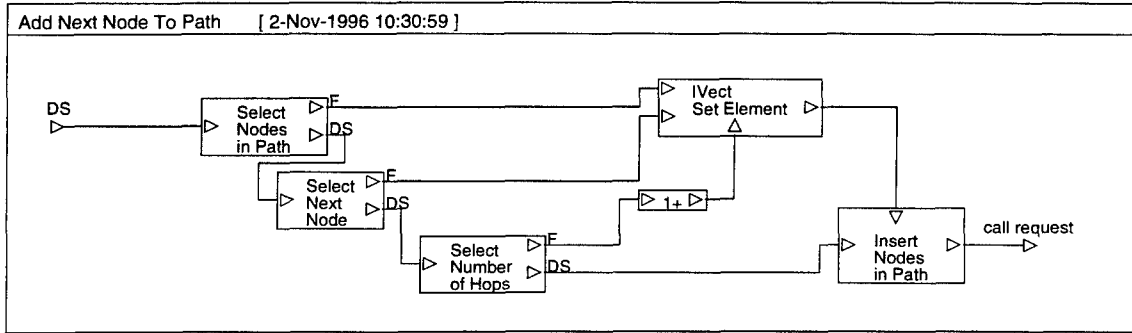 Add Next Node To Path [ 2-Nov-1996 10:30:59 ]
DS
Select
Nodes
in Path
F
DS
IVect
Set Element
Select
Next
Node
F
DS
1+
Select
Number
of Hops
F
DS
Insert
Nodes
in Path
call request